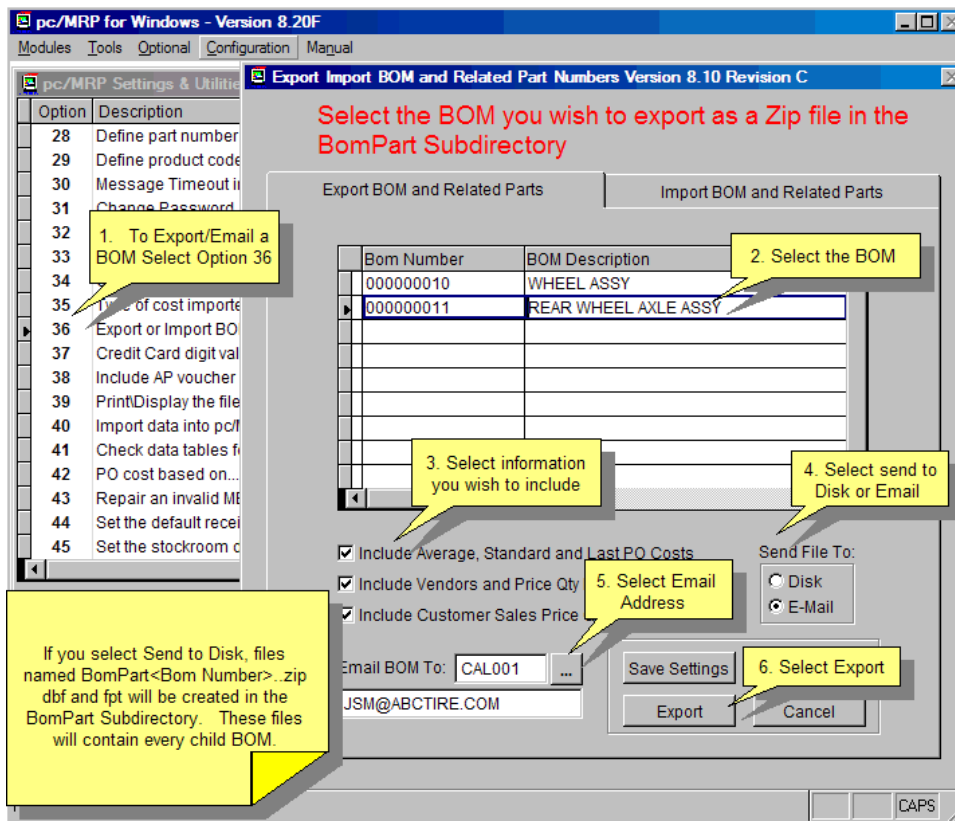 pc/MRP for Windows - Version 8.20F
Modules Tools Optional Configuration Manual
pc/MRP Settings & Utilitie
Option Description
28 Define part number
29 Define product code
30 Message Timeout i
31 Change Password
32
33
34
35 Type of cost importe
36 Export or Import BO
37 Credit Card digit val
38 Include AP voucher
39 Print\Display the file
40 Import data into pc/
41 Check data tables f
42 PO cost based on...
43 Repair an invalid M
44 Set the default recei
45 Set the stockroom
1. To Export/Email a
BOM Select Option 36
Export Import BOM and Related Part Numbers Version 8.10 Revision C
Select the BOM you wish to export as a Zip file in the
BomPart Subdirectory
Export BOM and Related Parts
Import BOM and Related Parts
Bom Number BOM Description
000000010 WHEEL ASSY
000000011 REAR WHEEL AXLE ASSY
2. Select the BOM
3. Select information
you wish to include
4. Select send to
Disk or Email
Include Average, Standard and Last PO Costs
Include Vendors and Price Qty
Include Customer Sales Price
Send File To:
Disk
E-Mail
5. Select Email
Address
Email BOM To: CAL001 ...
JSM@ABCTIRE.COM
Save Settings
6. Select Export
Export
Cancel
If you select Send to Disk, files
named BomPart<Bom Number>..zip
dbf and fpt will be created in the
BomPart Subdirectory. These files
will contain every child BOM.
CAPS